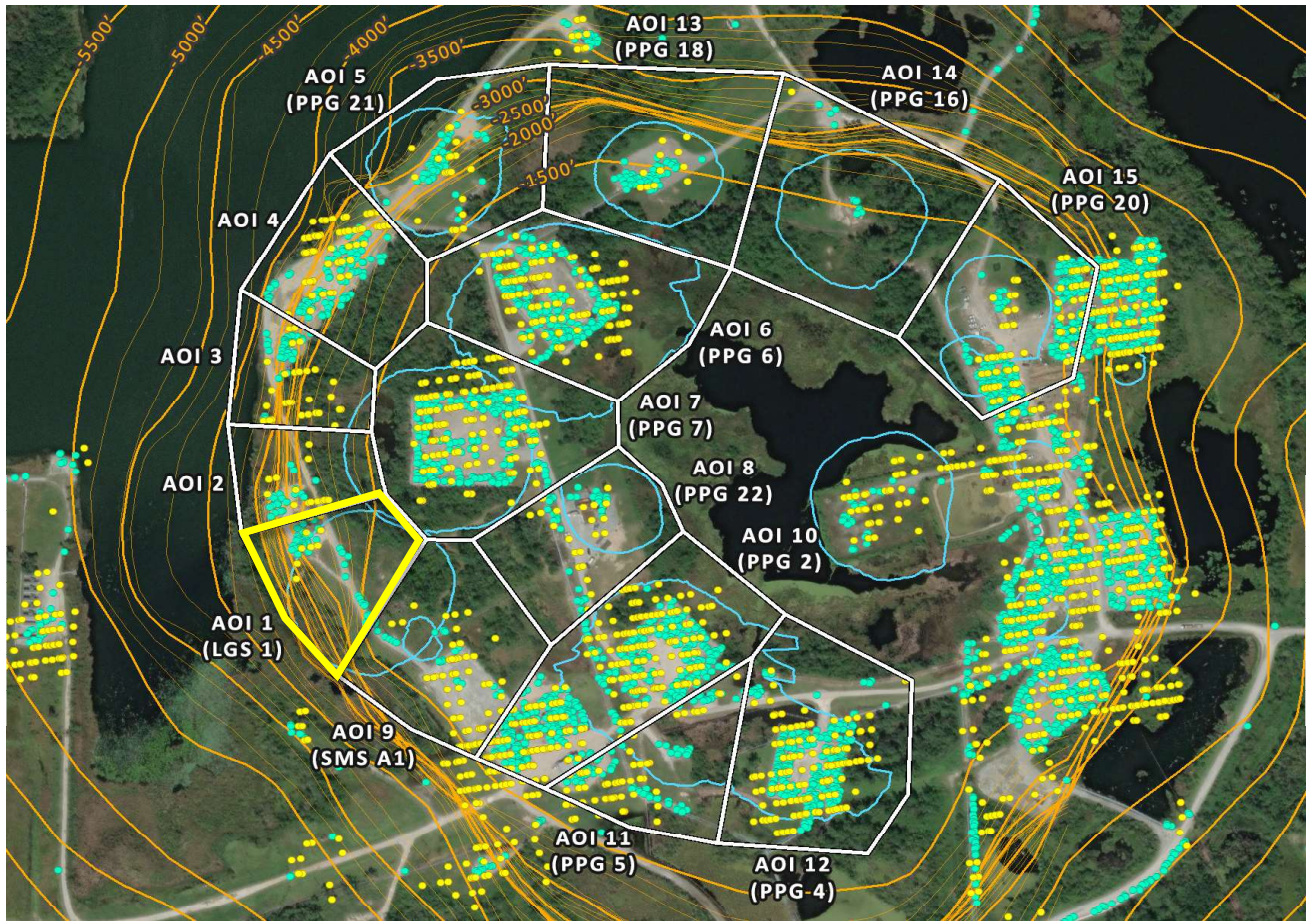 -5500'
-5000'
-4500'
-4000'
-3500'
-3000'
-2500'
-2000'
-1500'
AOI 13
(PPG 18)
AOI 5
(PPG 21)
AOI 14
(PPG 16)
AOI 15
(PPG 20)
AOI 4
AOI 3
AOI 6
(PPG 6)
AOI 7
(PPG 7)
AOI 2
AOI 8
(PPG 22)
AOI 10
(PPG 2)
AOI 1
(LGS 1)
AOI 9
(SMS A1)
AOI 11
(PPG 5)
AOI 12
(PPG 4)